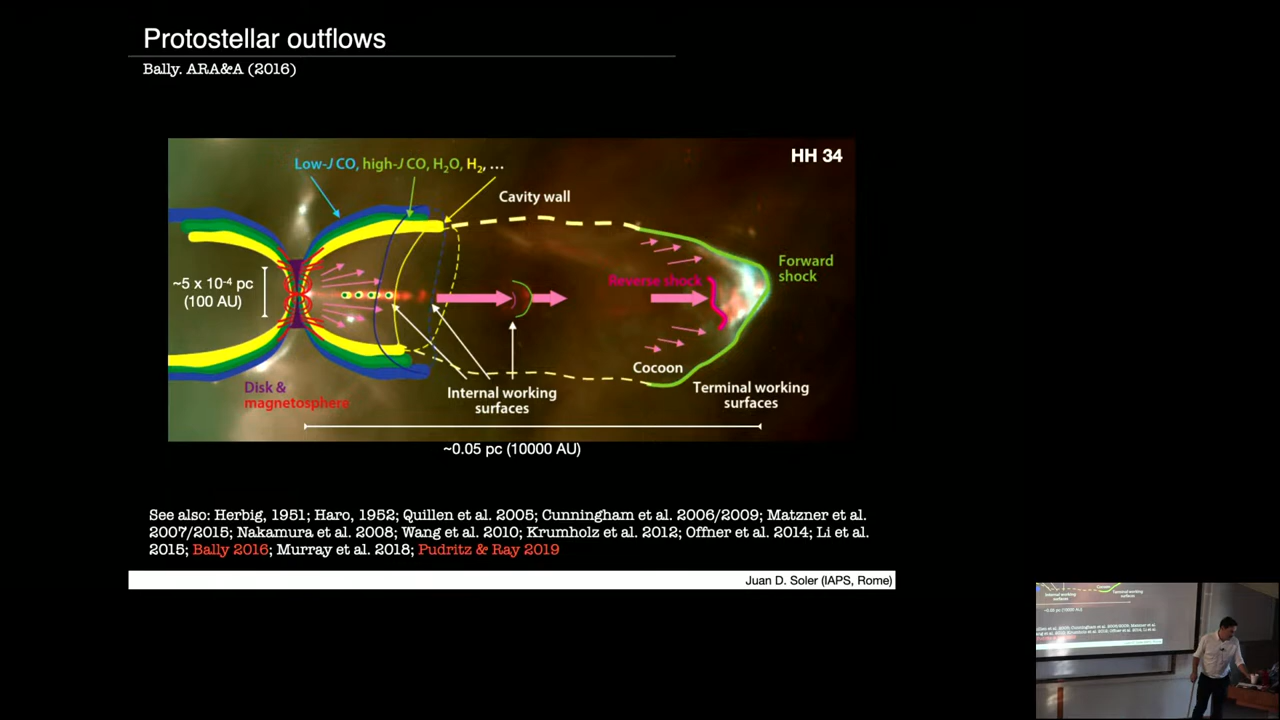 Protostellar outflows
Bally. ARA&A (2016)
Low-J CO, high-J CO, H₂O, H₂, ...
HH 34
Cavity wall
Forward
shock
~5 x 10⁻⁴ pc
(100 AU)
Reverse shock
Cocoon
Disk &
magnetosphere
Internal working
surfaces
Terminal working
surfaces
~0.05 pc (10000 AU)
See also: Herbig, 1951; Haro, 1952; Quillen et al. 2005; Cunningham et al. 2006/2009; Matzner et al.
2007/2015; Nakamura et al. 2008; Wang et al. 2010; Krumholz et al. 2012; Offner et al. 2014; Li et al.
2015; Bally 2016; Murray et al. 2018; Pudritz & Ray 2019
Juan D. Soler (IAPS, Rome)